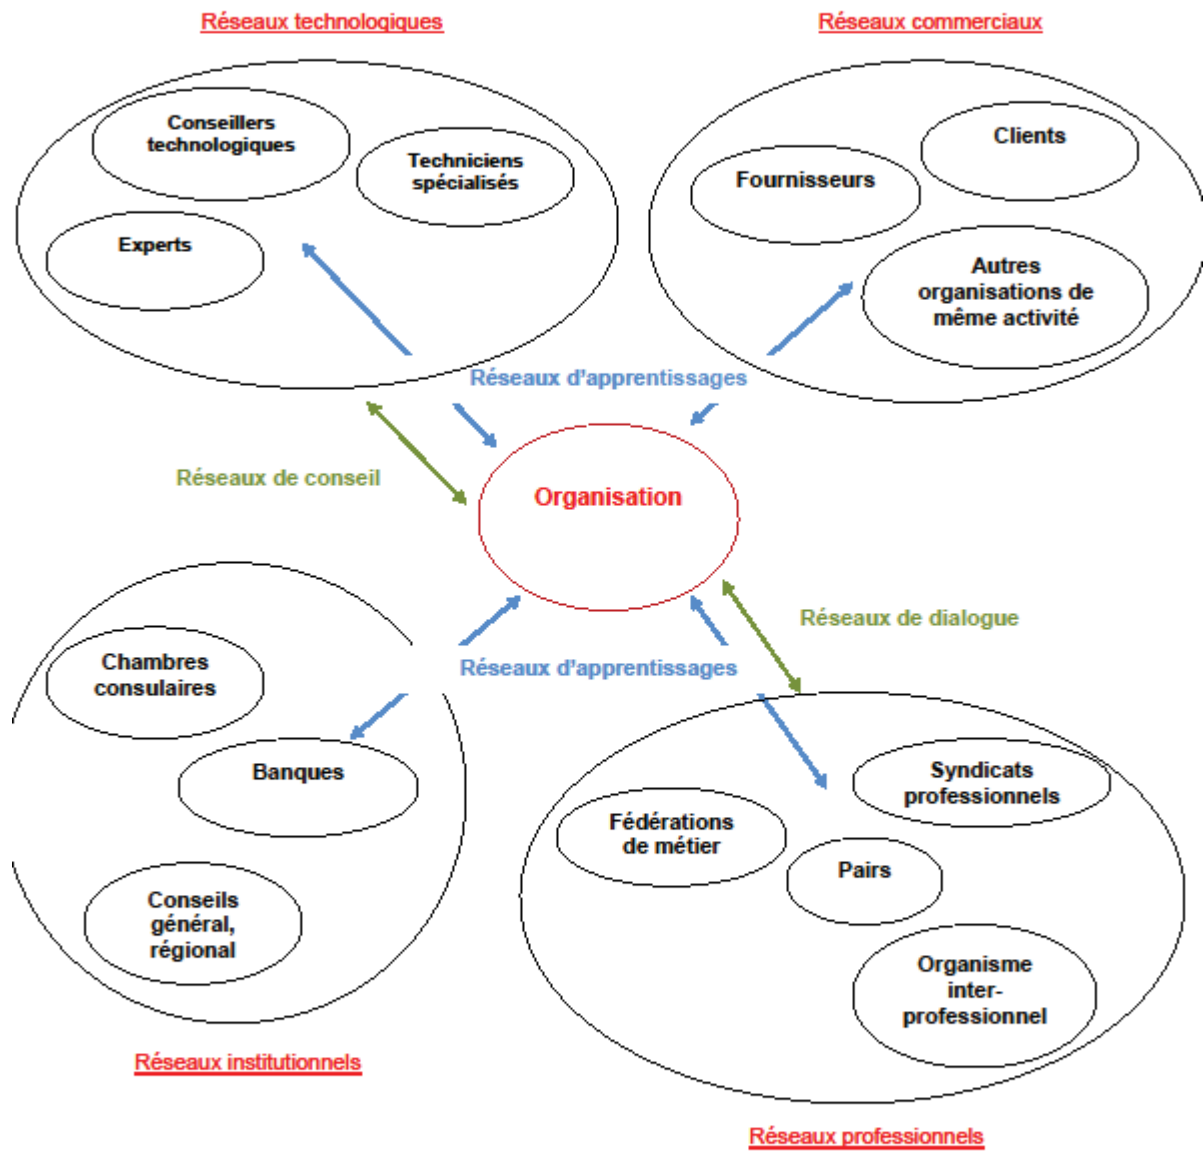 Réseaux technologiques
Réseaux commerciaux
Conseillers
technologiques
Techniciens
spécialisés
Experts
Clients
Fournisseurs
Autres
organisations de
même activité
Réseaux d'apprentissages
Réseaux de conseil
Organisation
Réseaux de dialogue
Réseaux d'apprentissages
Chambres
consulaires
Banques
Conseils
général,
régional
Syndicats
professionnels
Fédérations
de métier
Pairs
Organisme
inter-
professionnel
Réseaux institutionnels
Réseaux professionnels